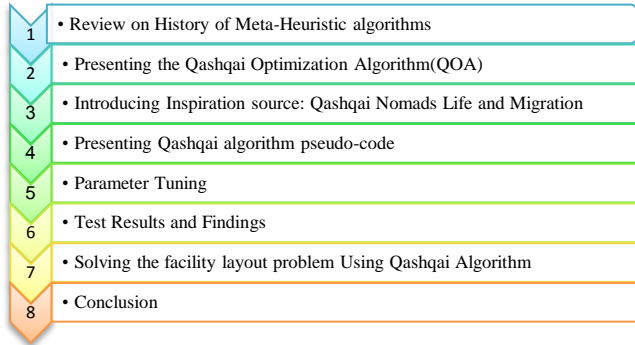 1 • Review on History of Meta-Heuristic algorithms
2 • Presenting the Qashqai Optimization Algorithm(QOA)
3 • Introducing Inspiration source: Qashqai Nomads Life and Migration
4 • Presenting Qashqai algorithm pseudo-code
5 • Parameter Tuning
6 • Test Results and Findings
7 • Solving the facility layout problem Using Qashqai Algorithm
8 • Conclusion